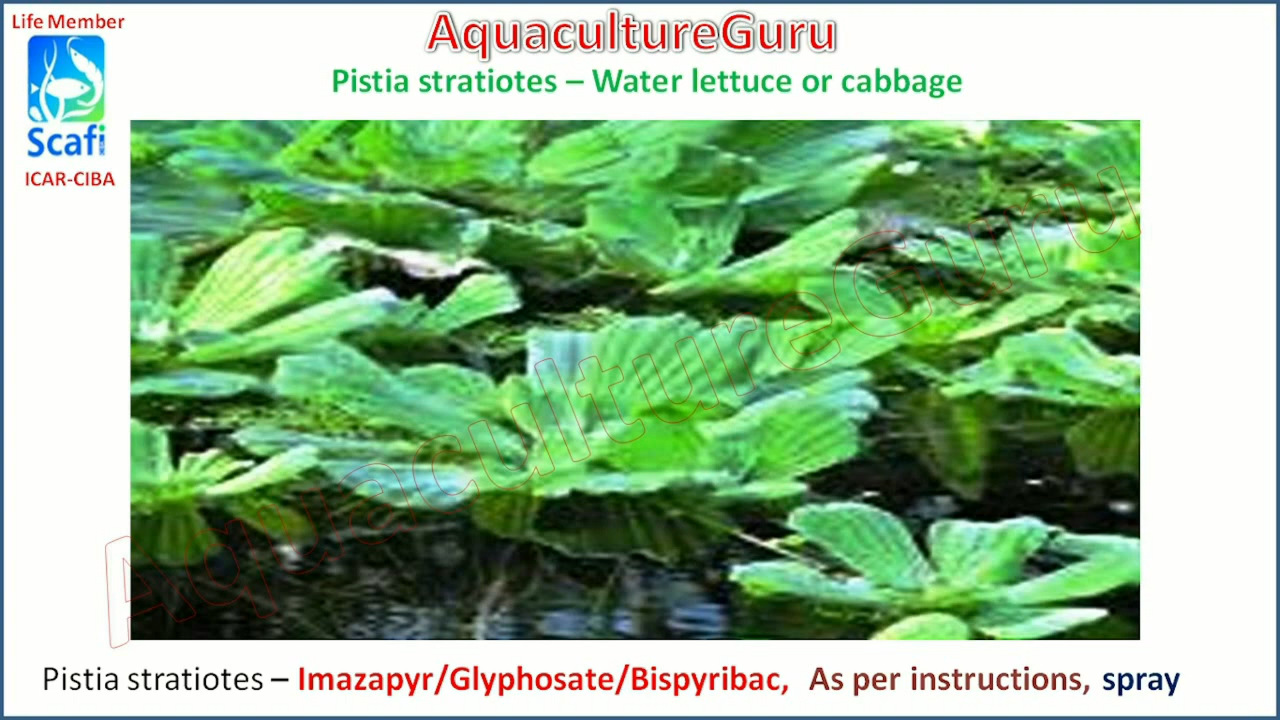 Life Member
AquacultureGuru
Pistia stratiotes – Water lettuce or cabbage
Scafi
ICAR-CIBA
AquacultureGuru
Pistia stratiotes – Imazapyr/Glyphosate/Bispyribac, As per instructions, spray